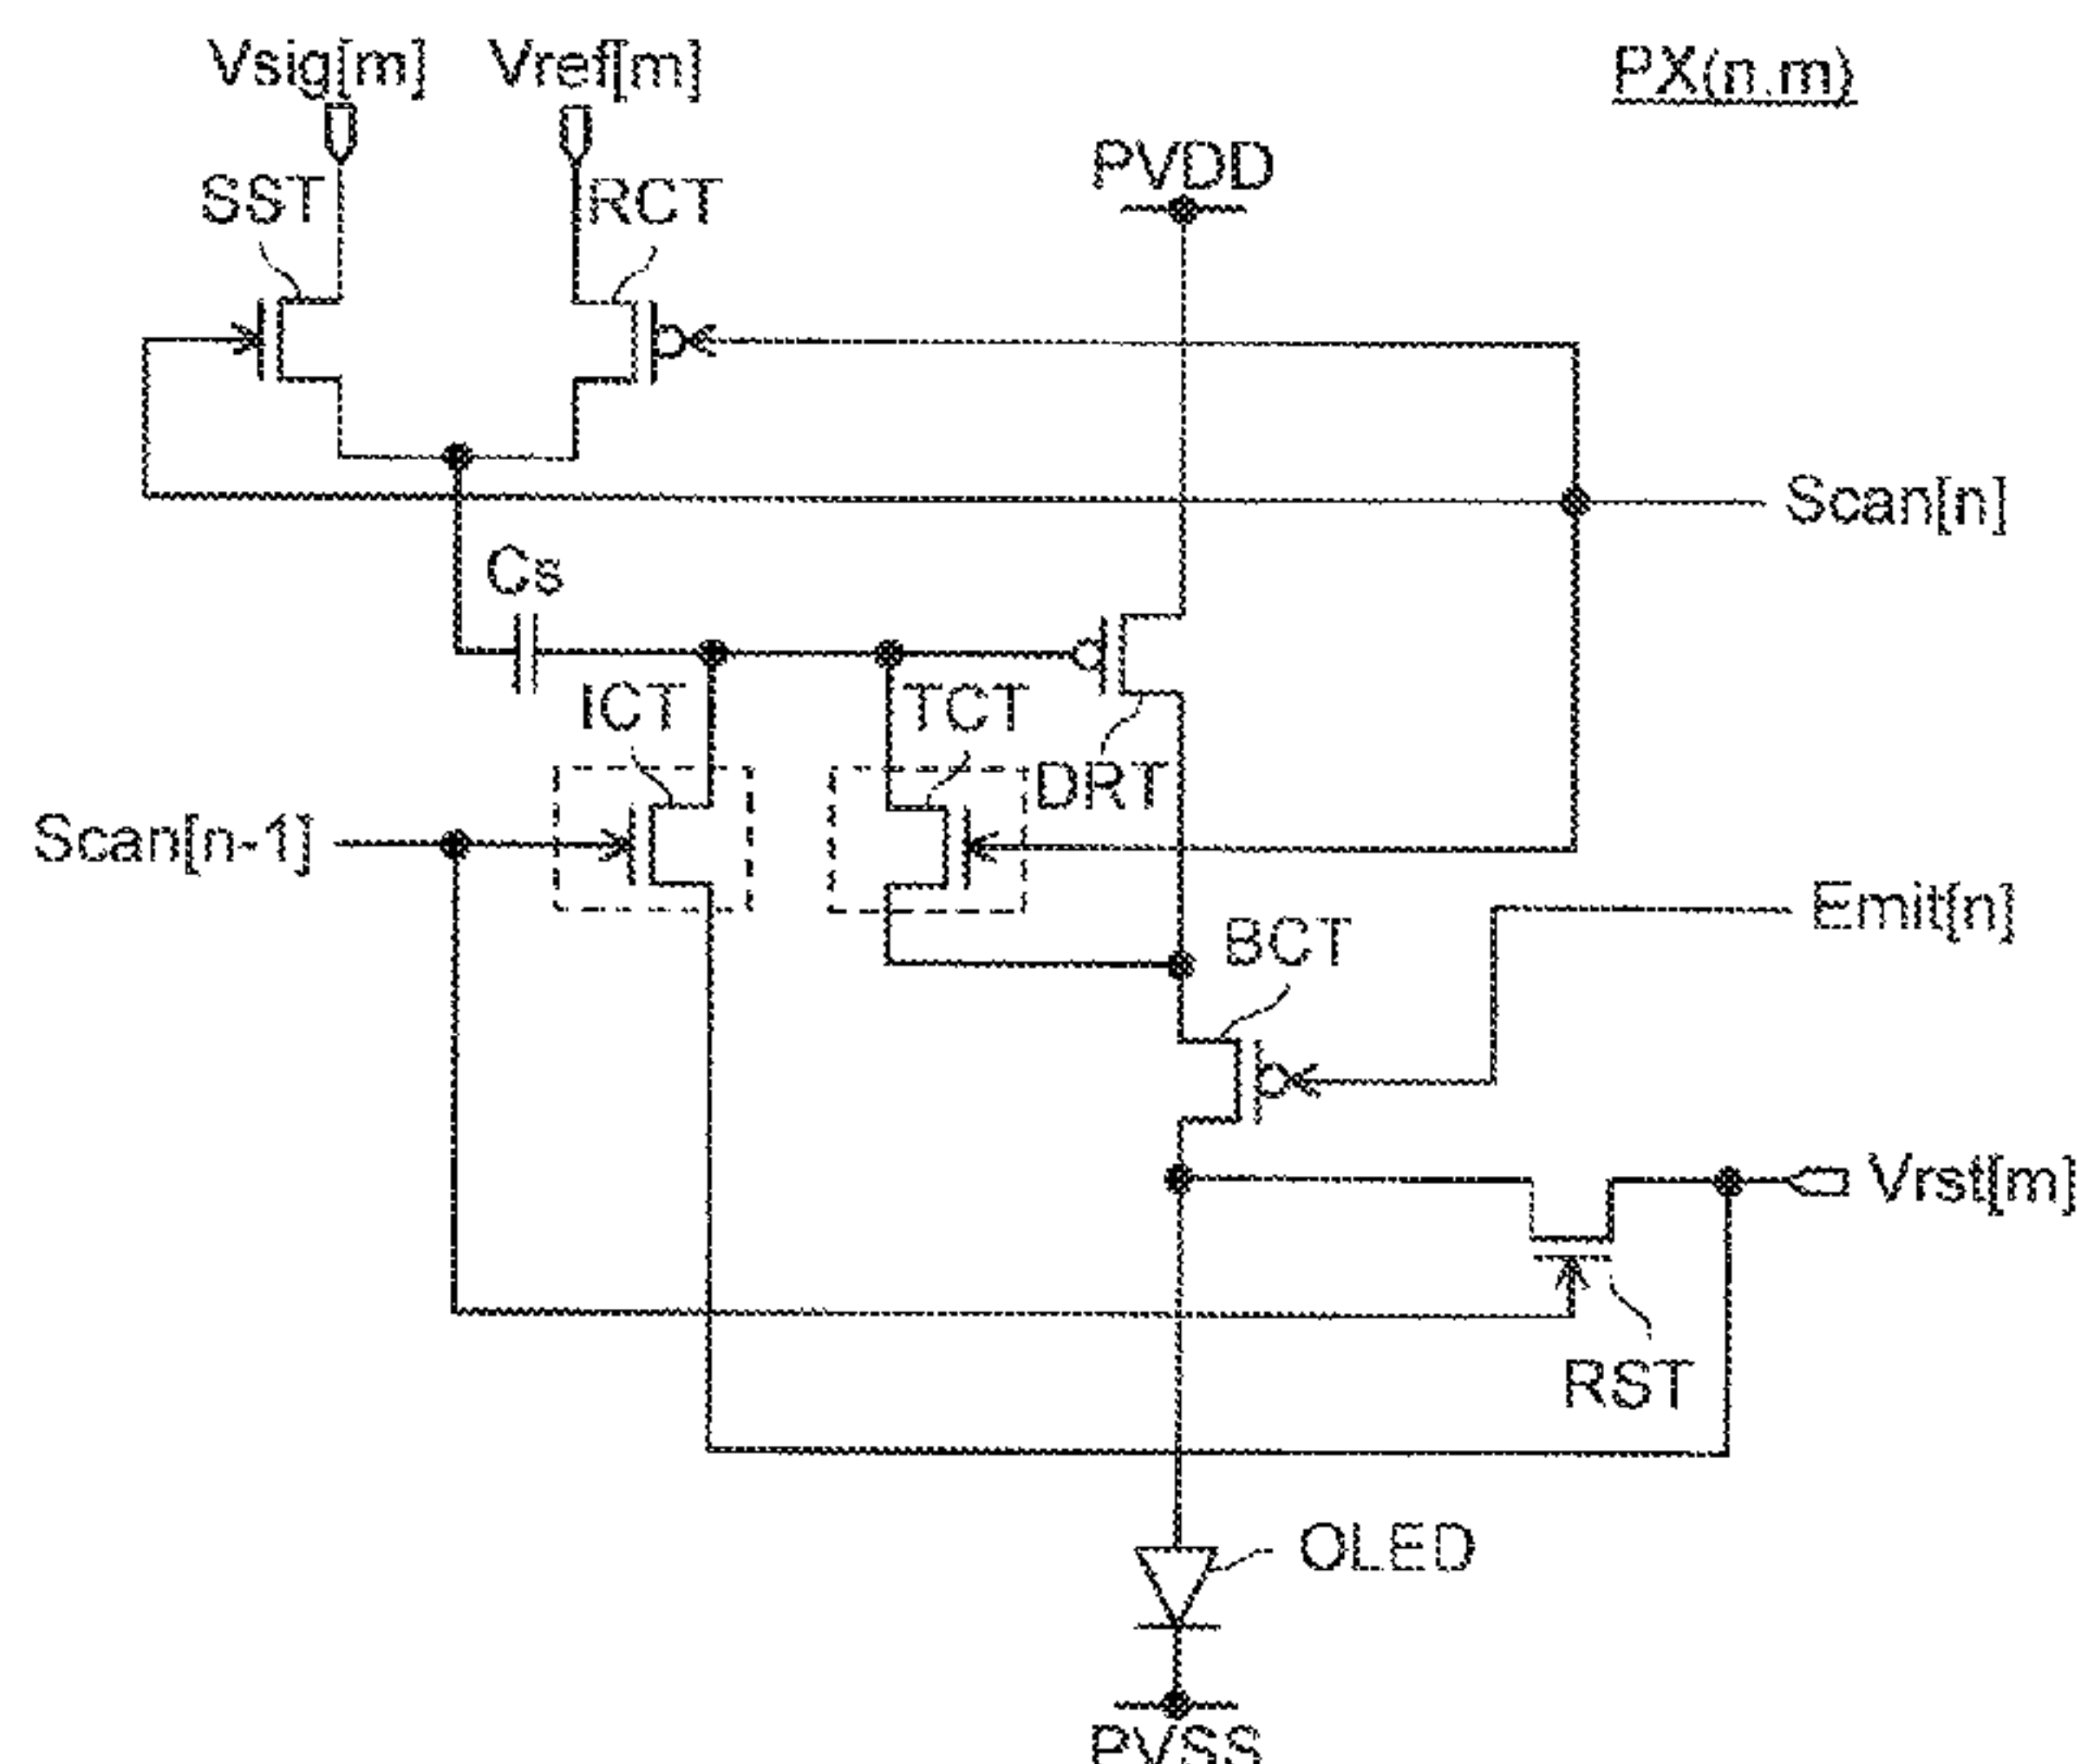 Vsig[m] Vref[m]
PX(n.m)
PVDD
SST
RCT
Scan[n]
Cs
ICT
TCT
DRT
Scan[n-1]
Emit[n]
BCT
Vrst[m]
RST
OLED
PVSS